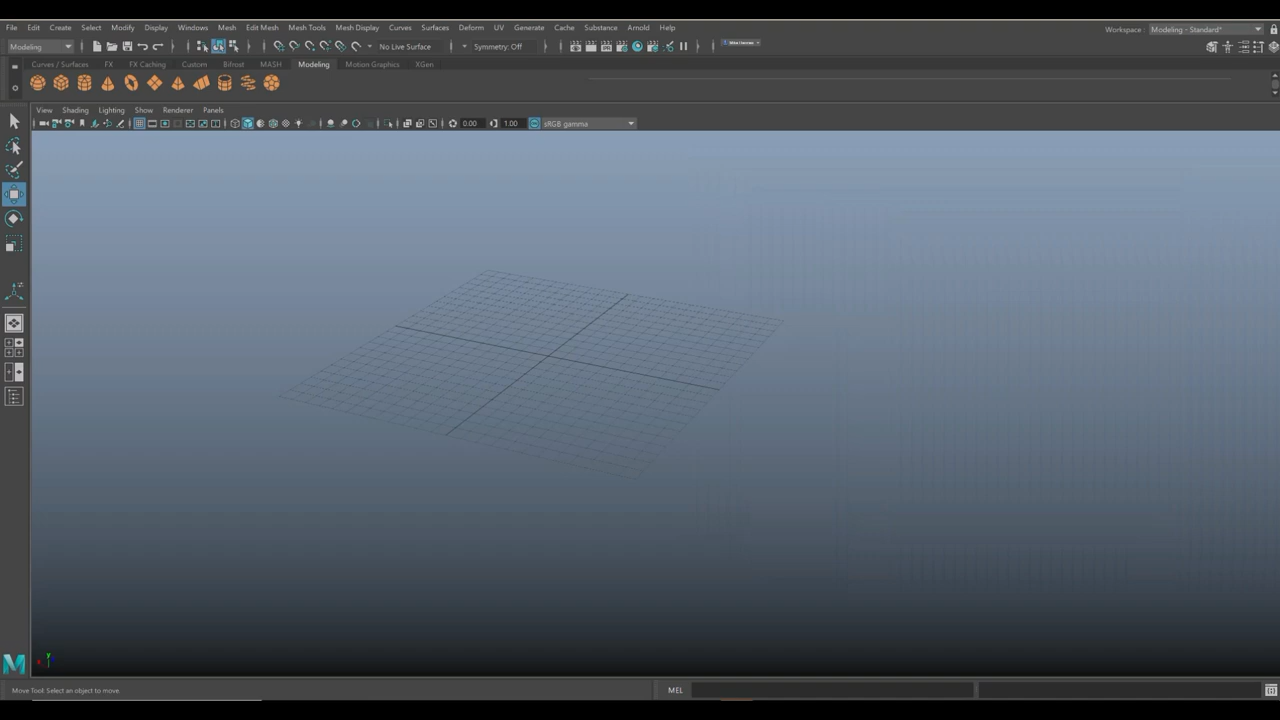 File Edit Create Select Modify Display Windows Mesh Edit Mesh Mesh Tools Mesh Display Curves Surfaces Deform UV Generate Cache Substance Arnold Help
Workspace : Modeling - Standard*
Modeling No Live Surface Symmetry: Off
Curves / Surfaces FX FX Caching Custom Bifrost MASH Modeling Motion Graphics XGen
View Shading Lighting Show Renderer Panels
0.00 1.00 sRGB gamma
y
x
Move Tool: Select an object to move. MEL